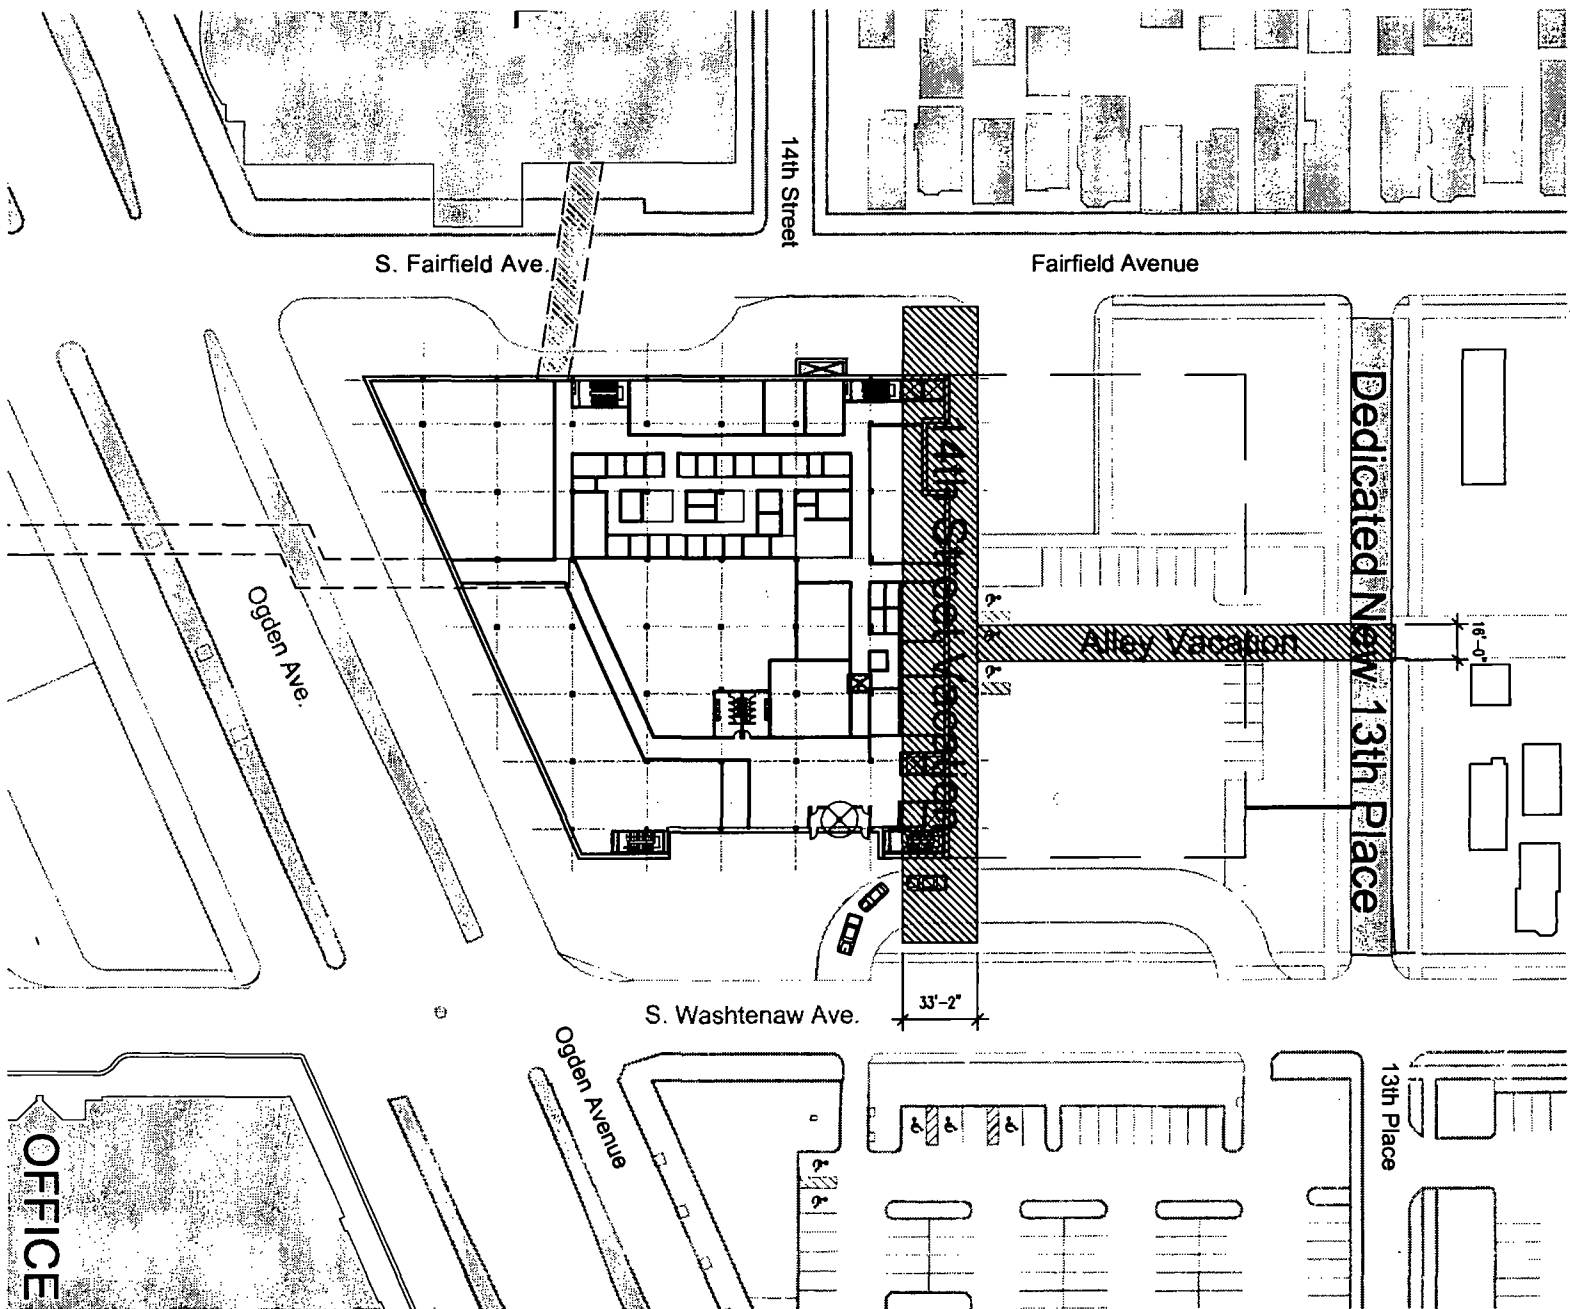 14th Street
S. Fairfield Ave.
Fairfield Avenue
Dedicated New 13th Place
14th Street Vacation
Alley Vacation
16'-0"
Ogden Ave.
33'-2"
S. Washtenaw Ave.
Ogden Avenue
13th Place
OFFICE